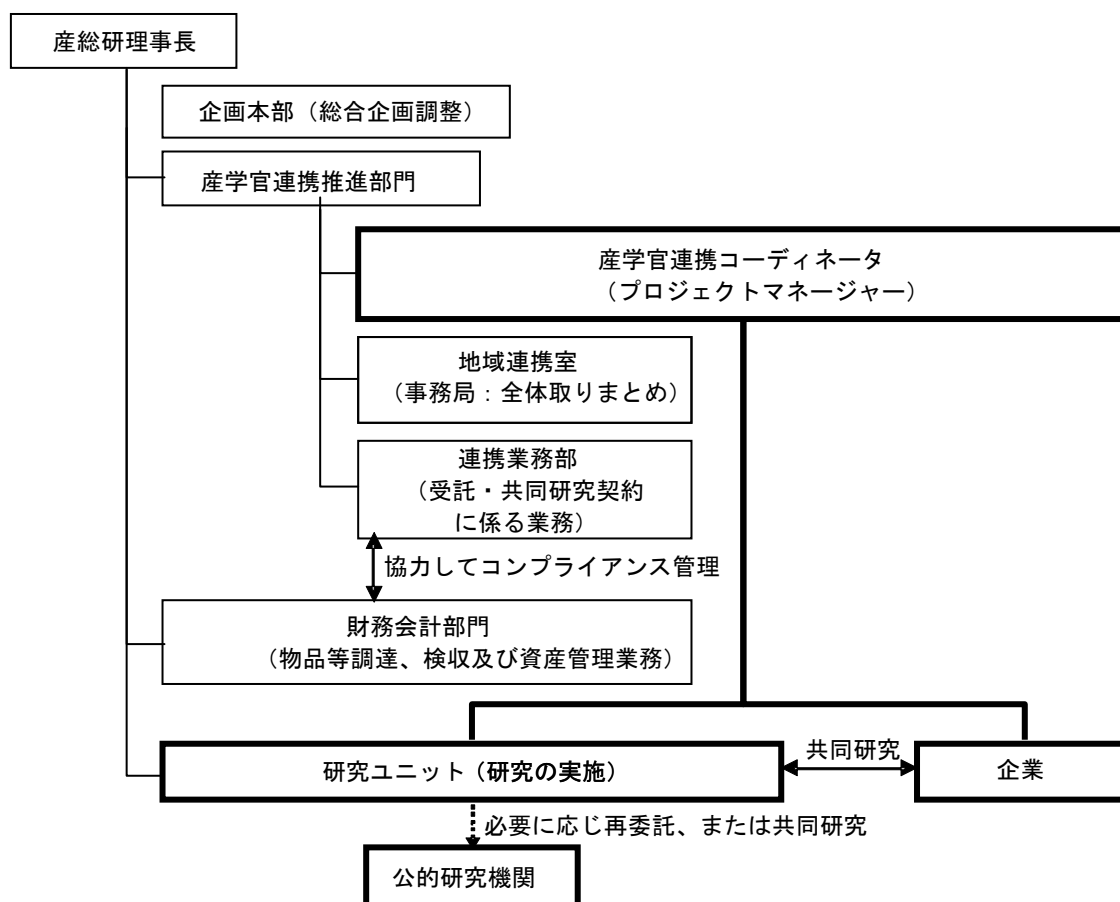 産総研理事長
企画本部（総合企画調整）
産学官連携推進部門
産学官連携コーディネータ
（プロジェクトマネージャー）
地域連携室
（事務局：全体取りまとめ）
連携業務部
（受託・共同研究契約
に係る業務）
協力してコンプライアンス管理
財務会計部門
（物品等調達、検収及び資産管理業務）
研究ユニット（研究の実施）
共同研究
企業
必要に応じ再委託、または共同研究
公的研究機関